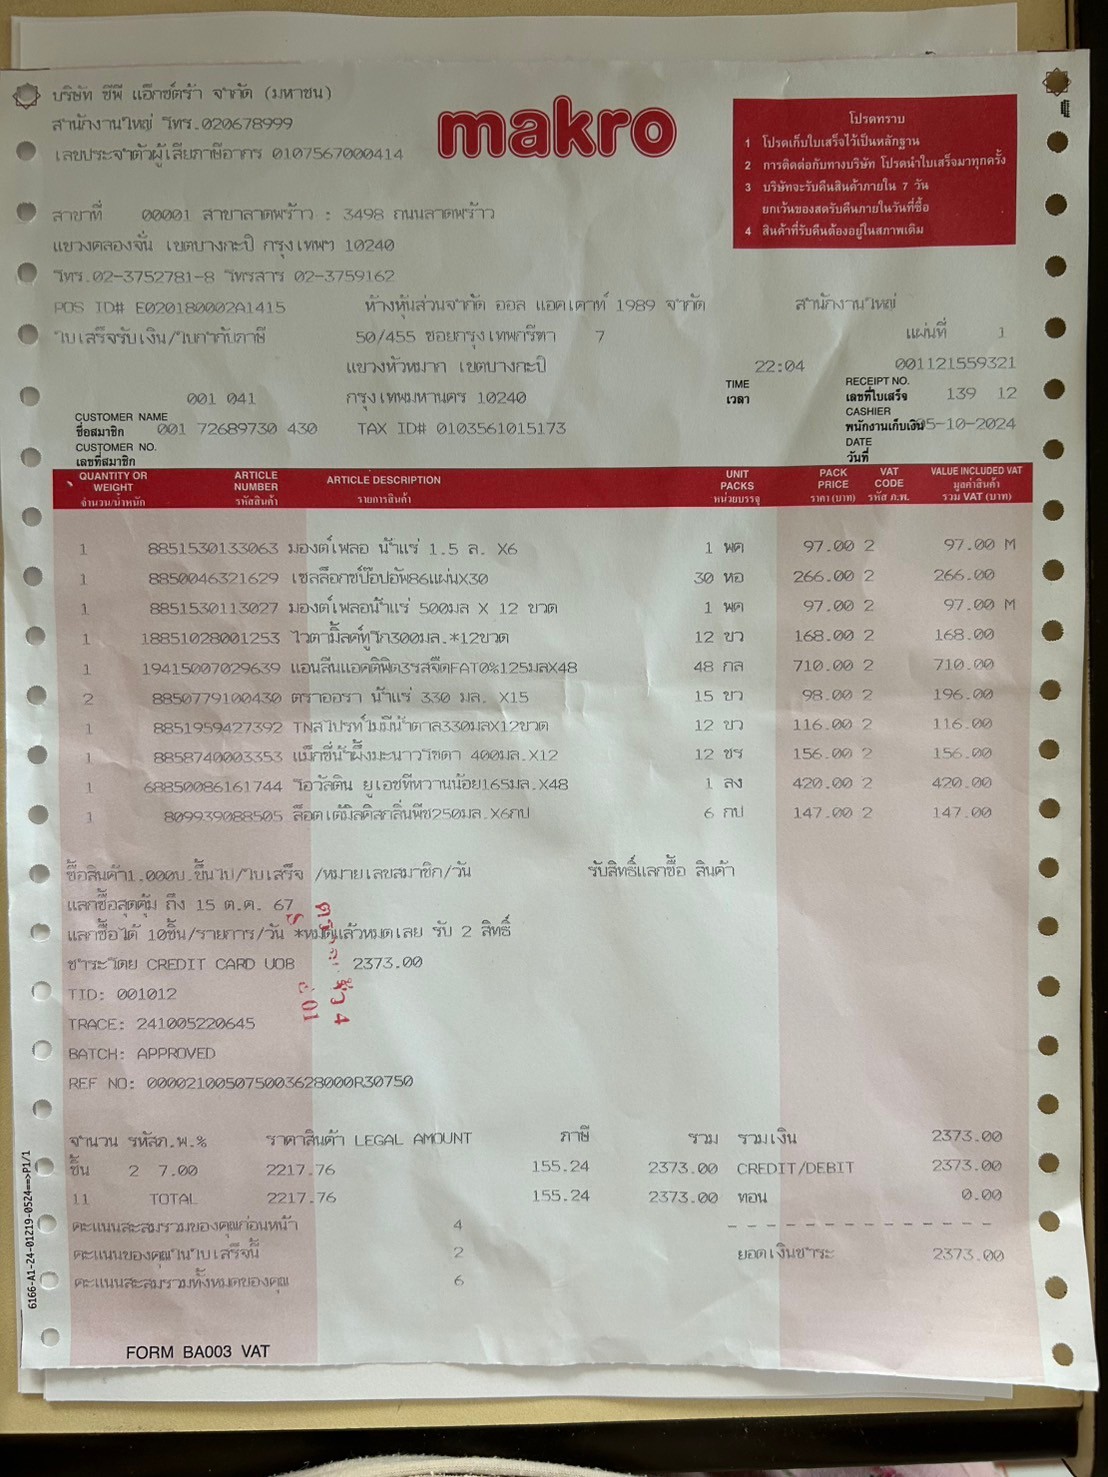 บริษัท ซีพี แอ็กซ์ตร้า จำกัด (มหาชน)
สำนักงานใหญ่ โทร.020678999
เลขประจำตัวผู้เสียภาษีอากร 0107567000414
makro
โปรดทราบ
1 โปรดเก็บใบเสร็จไว้เป็นหลักฐาน
2 การติดต่อกับทางบริษัท โปรดนำใบเสร็จมาทุกครั้ง
3 บริษัทจะรับคืนสินค้าภายใน 7 วัน
ยกเว้นของสดรับคืนภายในวันที่ซื้อ
4 สินค้าที่รับคืนต้องอยู่ในสภาพเดิม
สาขาที่ 00001 สาขาลาดพร้าว : 3498 ถนนลาดพร้าว
แขวงคลองจั่น เขตบางกะปิ กรุงเทพฯ 10240
โทร.02-3752781-8 โทรสาร 02-3759162
POS ID# E020180002A1415 ห้างหุ้นส่วนจำกัด ออล แอคเคาท์ 1989 จำกัด สำนักงานใหญ่
ใบเสร็จรับเงิน/ใบกำกับภาษี 50/455 ซอยกรุงเทพกรีฑา 7 แผ่นที่ 1
แขวงหัวหมาก เขตบางกะปิ 22:04 001121559321
TIME เวลา RECEIPT NO. เลขที่ใบเสร็จ
001 041 กรุงเทพมหานคร 10240 139 12
CUSTOMER NAME ชื่อสมาชิก CASHIER พนักงานเก็บเงิน
001 72689730 430 TAX ID# 0103561015173 05-10-2024
CUSTOMER NO. เลขที่สมาชิก DATE วันที่
QUANTITY OR WEIGHT ARTICLE NUMBER ARTICLE DESCRIPTION UNIT PACKS PACK PRICE VAT CODE VALUE INCLUDED VAT
จำนวน/น้ำหนัก รหัสสินค้า รายการสินค้า หน่วยบรรจุ ราคา (บาท) รหัส ภ.พ. มูลค่าสินค้า รวม VAT (บาท)
1 8851530133063 มองต์เฟลอ น้ำแร่ 1.5 ล. X6 1 พค 97.00 2 97.00 M
1 8850046321629 เซลล็อกซ์ป๊อปอัพ86แผ่นX30 30 หอ 266.00 2 266.00
1 8851530113027 มองต์เฟลอน้ำแร่ 500มล X 12 ขวด 1 พค 97.00 2 97.00 M
1 18851028001253 ไวตามิ้ลค์ทูโก300มล.*12ขวด 12 ขว 168.00 2 168.00
1 19415007029639 แอนลีนแอคติฟิต3รสจืดFAT0%125มลX48 48 กล 710.00 2 710.00
2 8850779100430 ตราออรา น้ำแร่ 330 มล. X15 15 ขว 98.00 2 196.00
1 8851959427392 TNสไปรท์ไม่มีน้ำตาล330มลX12ขวด 12 ขว 116.00 2 116.00
1 8858740003353 แม็กซี่น้ำผึ้งมะนาวโซดา 400มล.X12 12 ชร 156.00 2 156.00
1 68850086161744 โอวัลติน ยูเอชทีหวานน้อย165มล.X48 1 ลง 420.00 2 420.00
1 809939088505 ล็อตเต้มิลคิสกลิ่นพีช250มล.X6กป 6 กป 147.00 2 147.00
ซื้อสินค้า1,000บ.ขึ้นไป/ใบเสร็จ /หมายเลขสมาชิก/วัน รับสิทธิ์แลกซื้อ สินค้า
แลกซื้อสุดคุ้ม ถึง 15 ต.ค. 67
แลกซื้อได้ 10ชิ้น/รายการ/วัน *หมดแล้วหมดเลย รับ 2 สิทธิ์
ชำระโดย CREDIT CARD UOB 2373.00
TID: 001012
TRACE: 241005220645
BATCH: APPROVED
REF NO: 000021005075003628000R30750
จำนวน รหัสภ.พ.% ราคาสินค้า LEGAL AMOUNT ภาษี รวม รวมเงิน 2373.00
ชิ้น 2 7.00 2217.76 155.24 2373.00 CREDIT/DEBIT 2373.00
11 TOTAL 2217.76 155.24 2373.00 ทอน 0.00
คะแนนสะสมรวมของคุณก่อนหน้า 4
คะแนนของคุณในใบเสร็จนี้ 2 ยอดเงินชำระ 2373.00
คะแนนสะสมรวมทั้งหมดของคุณ 6
FORM BA003 VAT
6166-A1-24-01219-0524==>P1/1